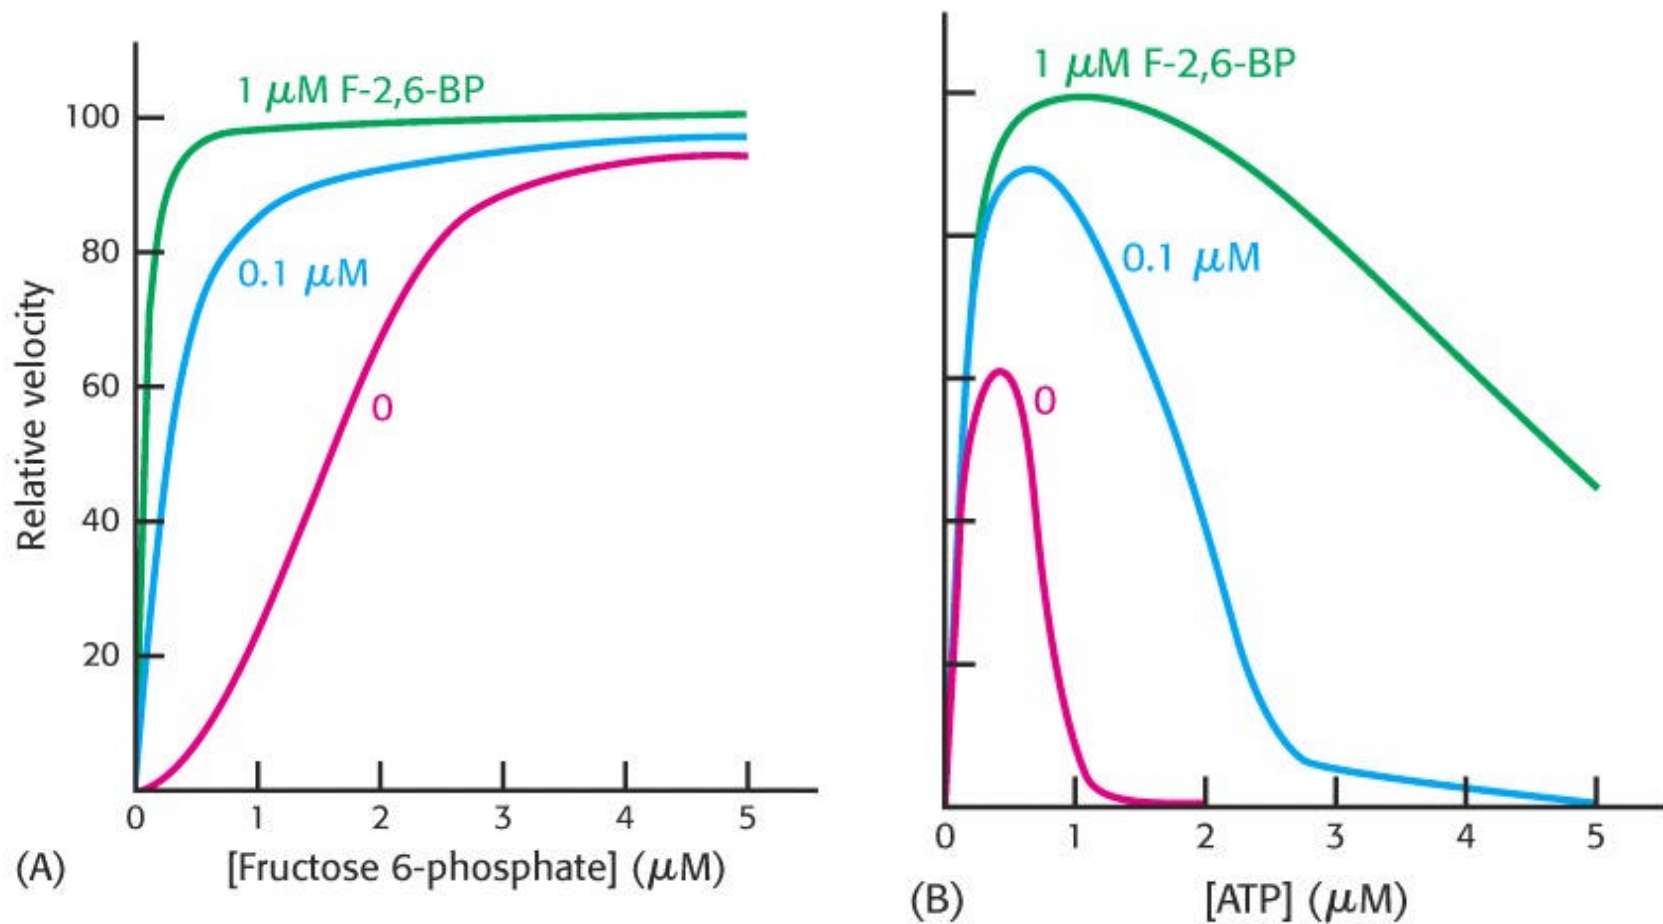 1 μM F-2,6-BP
100
80
0.1 μM
60
0
40
20
Relative velocity
0 1 2 3 4 5
(A) [Fructose 6-phosphate] (μM)
1 μM F-2,6-BP
0.1 μM
0
0 1 2 3 4 5
(B) [ATP] (μM)